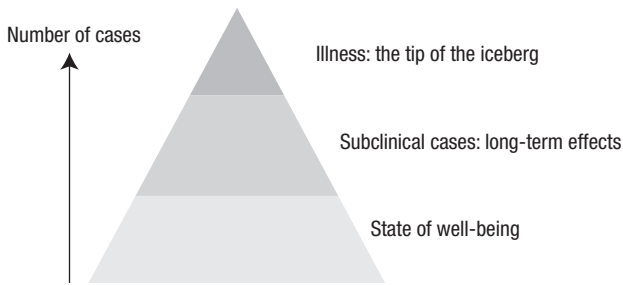 Number of cases
Illness: the tip of the iceberg
Subclinical cases: long-term effects
State of well-being